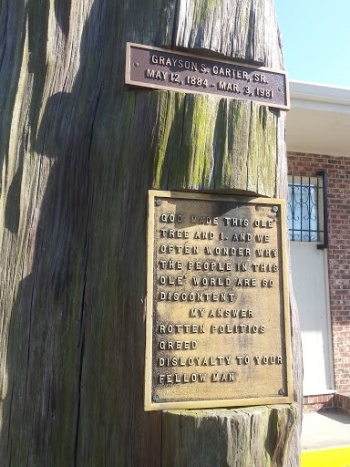 GRAYSON S. CARTER, SR.
MAY 12, 1884 - MAR. 3, 1981
GOD MADE THIS OLE'
TREE AND I, AND WE
OFTEN WONDER WHY
THE PEOPLE IN THIS
OLE' WORLD ARE SO
DISCONTENT
MY ANSWER
ROTTEN POLITICS
GREED
DISLOYALTY TO YOUR
FELLOW MAN